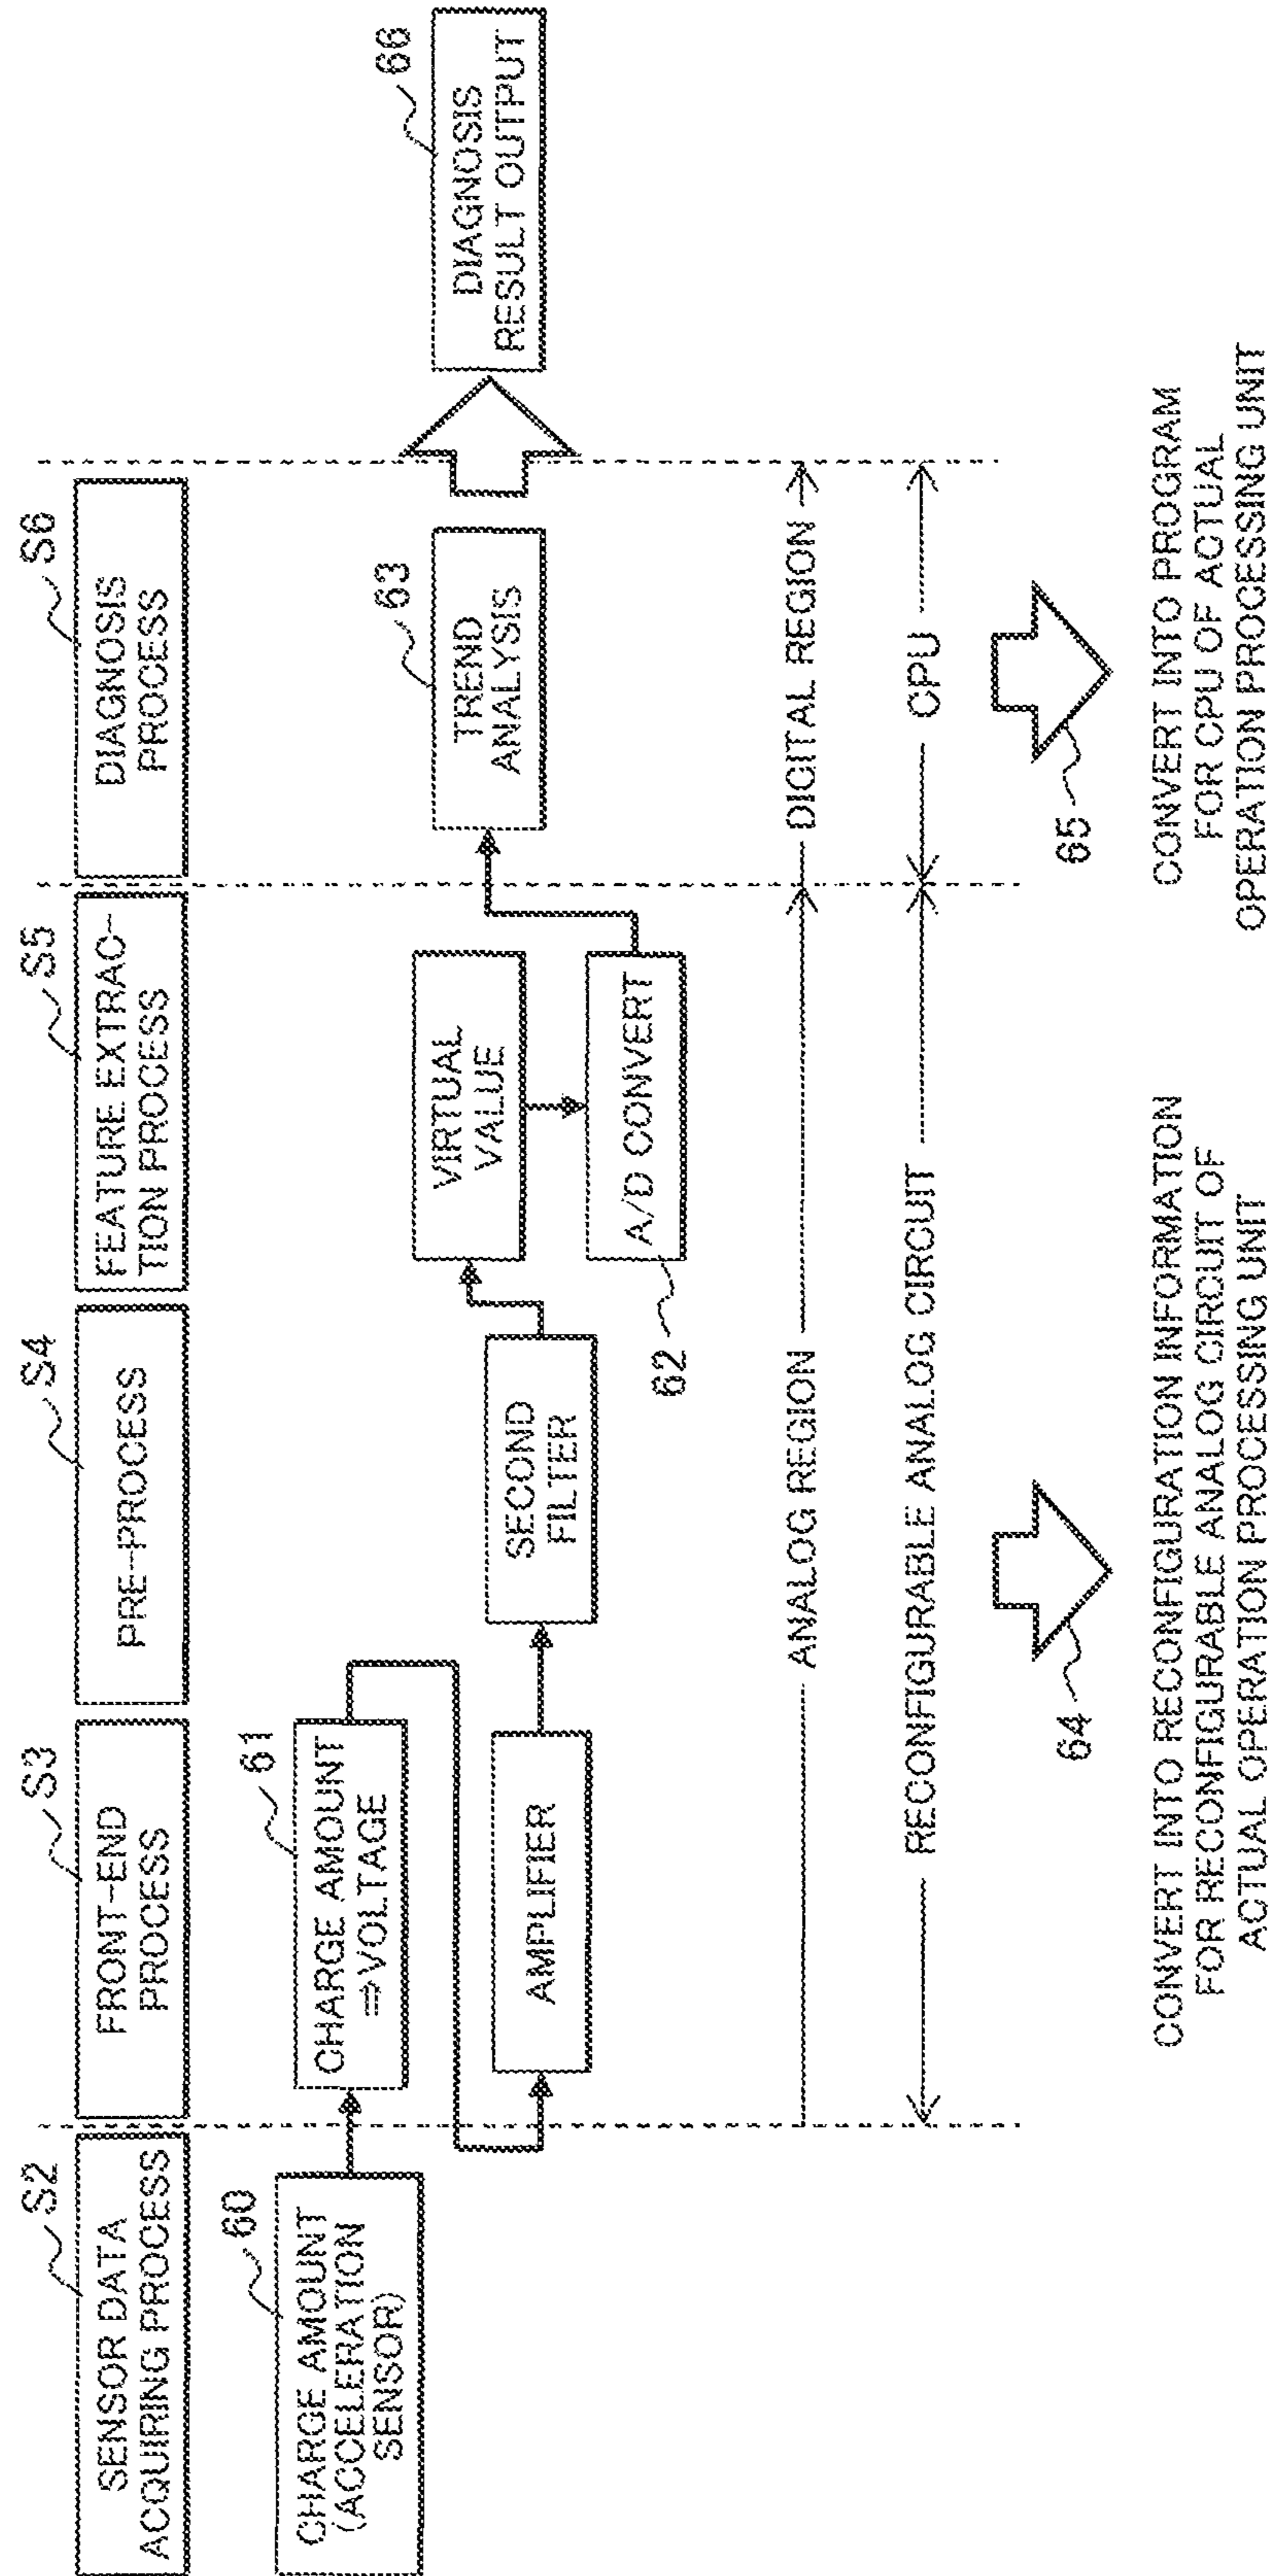 S2
SENSOR DATA
ACQUIRING PROCESS
S3
FRONT-END
PROCESS
S4
PRE-PROCESS
S5
FEATURE EXTRAC-
TION PROCESS
S6
DIAGNOSIS
PROCESS
60
CHARGE AMOUNT
(ACCELERATION
SENSOR)
61
CHARGE AMOUNT
⇒VOLTAGE
AMPLIFIER
SECOND
FILTER
VIRTUAL
VALUE
A/D CONVERT
62
63
TREND
ANALYSIS
66
DIAGNOSIS
RESULT OUTPUT
ANALOG REGION
DIGITAL REGION
RECONFIGURABLE ANALOG CIRCUIT
CPU
64
65
CONVERT INTO RECONFIGURATION INFORMATION
FOR RECONFIGURABLE ANALOG CIRCUIT OF
ACTUAL OPERATION PROCESSING UNIT
CONVERT INTO PROGRAM
FOR CPU OF ACTUAL
OPERATION PROCESSING UNIT